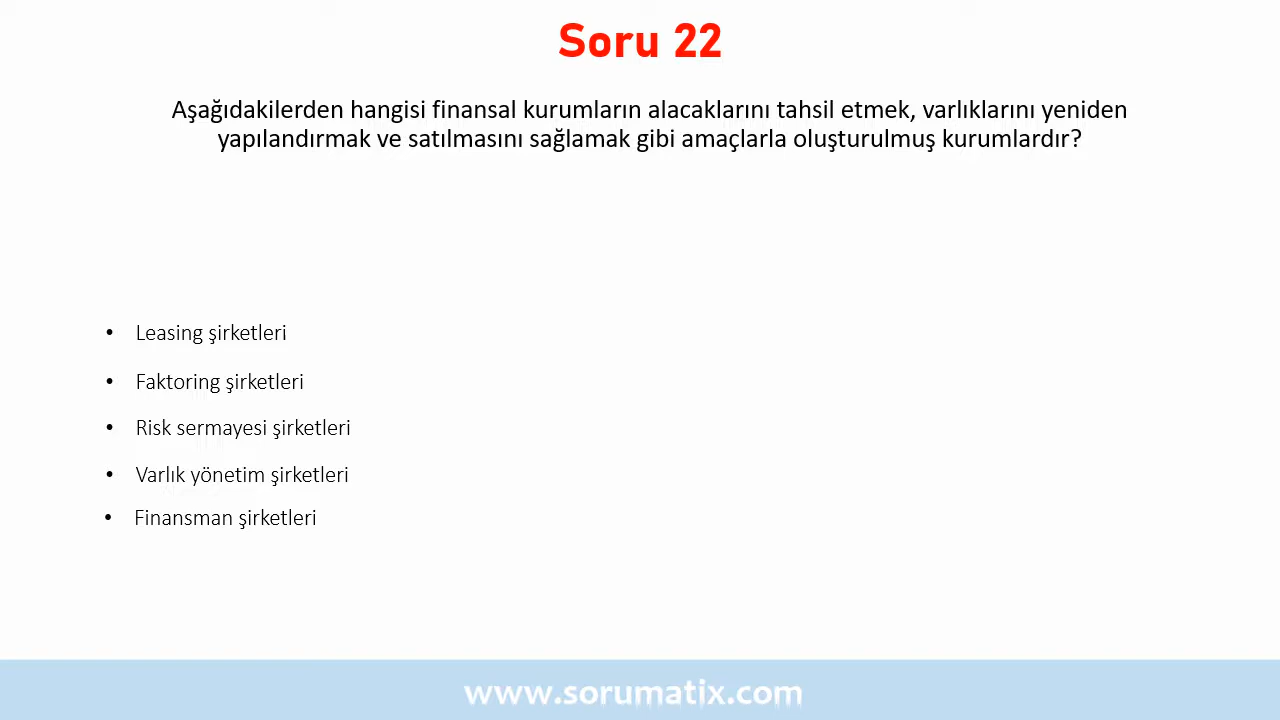 Soru 22
Aşağıdakilerden hangisi finansal kurumların alacaklarını tahsil etmek, varlıklarını yeniden
yapılandırmak ve satılmasını sağlamak gibi amaçlarla oluşturulmuş kurumlardır?
• Leasing şirketleri
• Faktoring şirketleri
• Risk sermayesi şirketleri
• Varlık yönetim şirketleri
• Finansman şirketleri
www.sorumatix.com